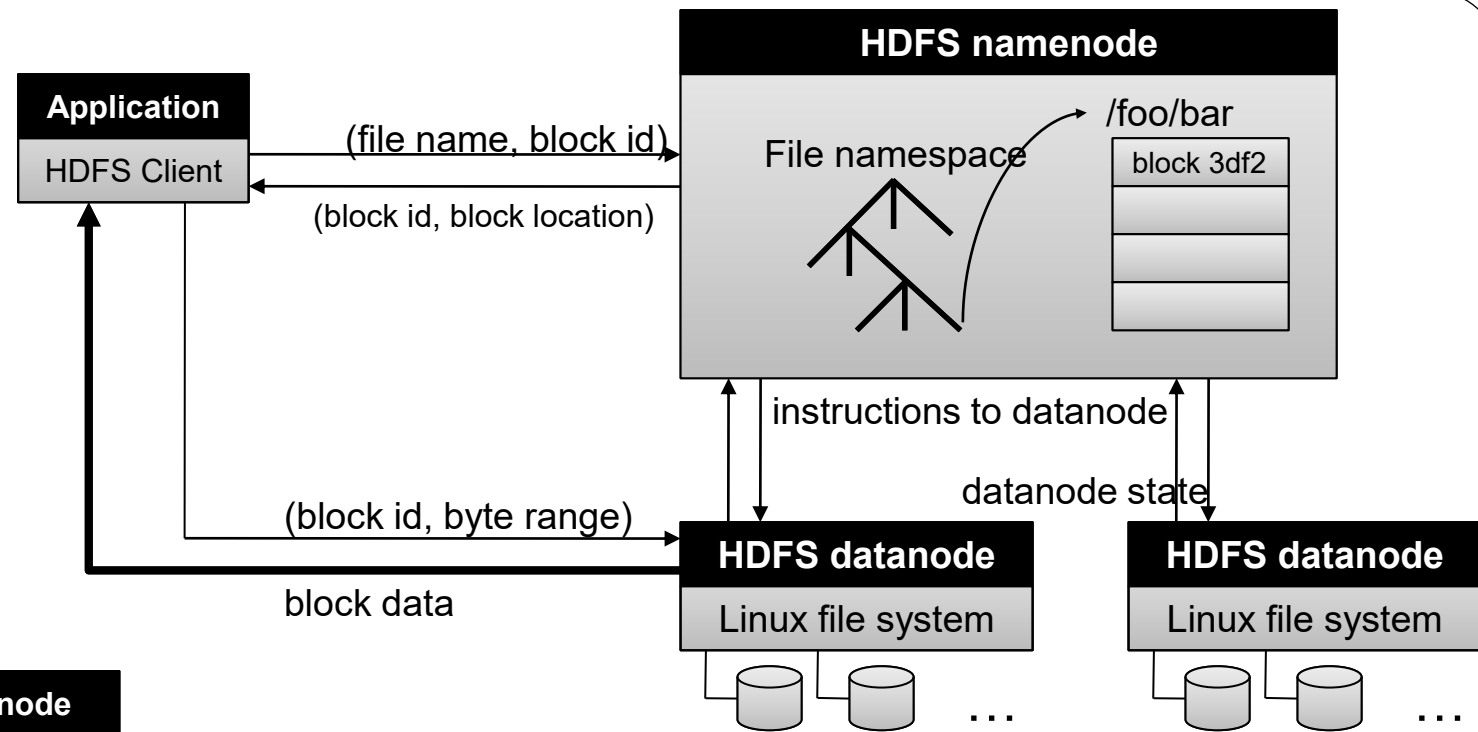 HDFS namenode
Application
HDFS Client
(file name, block id)
(block id, block location)
File namespace
/foo/bar
block 3df2
instructions to datanode
datanode state
(block id, byte range)
block data
HDFS datanode
Linux file system
…
HDFS datanode
Linux file system
…
node